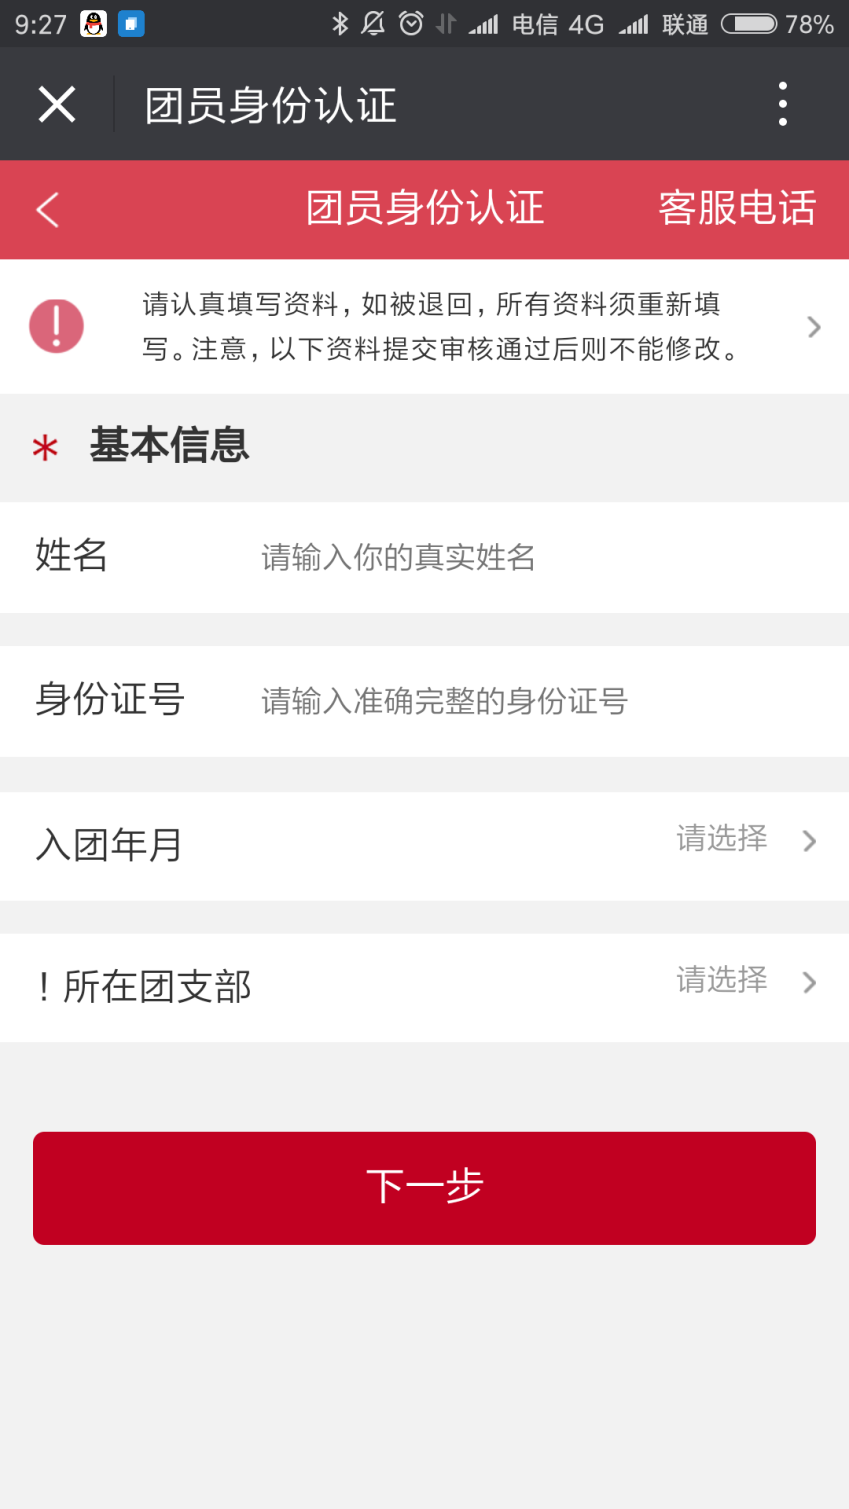 9:27 电信 4G 联通 78%
团员身份认证
团员身份认证 客服电话
请认真填写资料，如被退回，所有资料须重新填
写。注意，以下资料提交审核通过后则不能修改。
* 基本信息
姓名 请输入你的真实姓名
身份证号 请输入准确完整的身份证号
入团年月 请选择
！所在团支部 请选择
下一步